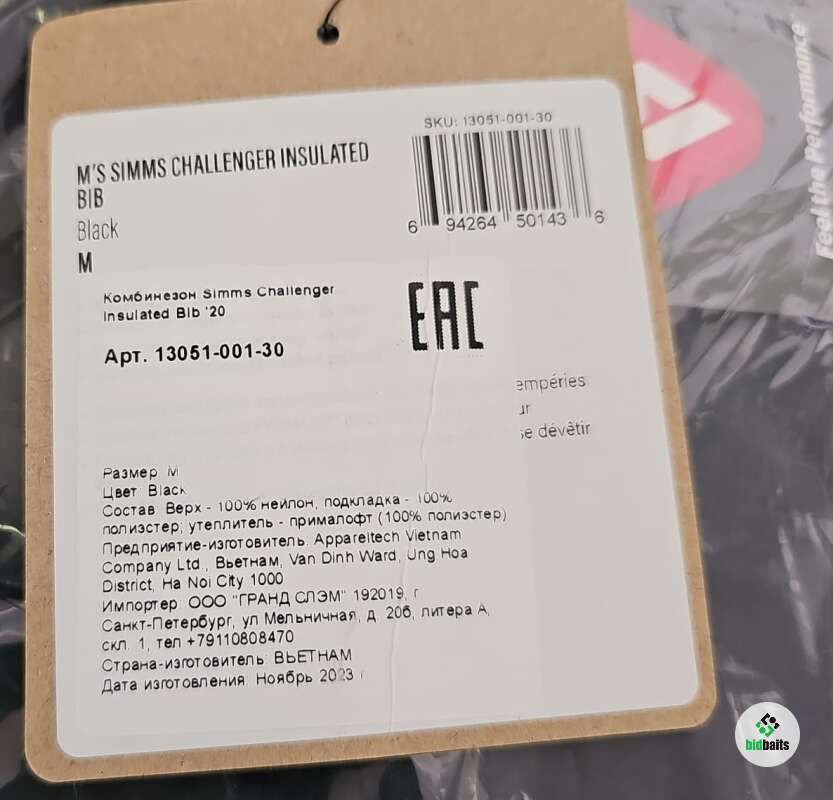 M'S SIMMS CHALLENGER INSULATED
BIB
Black
M
SKU: 13051-001-30
6 94264 50143 6
Комбинезон Simms Challenger
Insulated Bib '20
Арт. 13051-001-30
EAC
empéries
ur
se dévêtir
Размер M
Цвет Black
Состав Верх - 100% нейлон, подкладка - 100%
полиэстер, утеплитель - прималофт (100% полиэстер)
Предприятие-изготовитель Appareltech Vietnam
Company Ltd., Вьетнам, Van Dinh Ward, Ung Hoa
District, Ha Noi City 1000
Импортер ООО "ГРАНД СЛЭМ" 192019, г
Санкт-Петербург, ул Мельничная, д 20б, литера А,
скл. 1, тел +79110808470
Страна-изготовитель ВЬЕТНАМ
Дата изготовления Ноябрь 2023 г
Feel the Performance
bidbaits